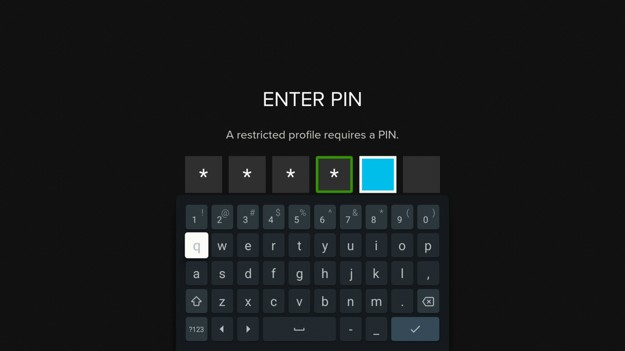 ENTER PIN
A restricted profile requires a PIN.
* * * *
1 ! 2 @ 3 # 4 $ 5 % 6 ^ 7 & 8 * 9 ( 0 )
q w e r t y u i o p
a s d f g h j k l ,
z x c v b n m .
?123 - _